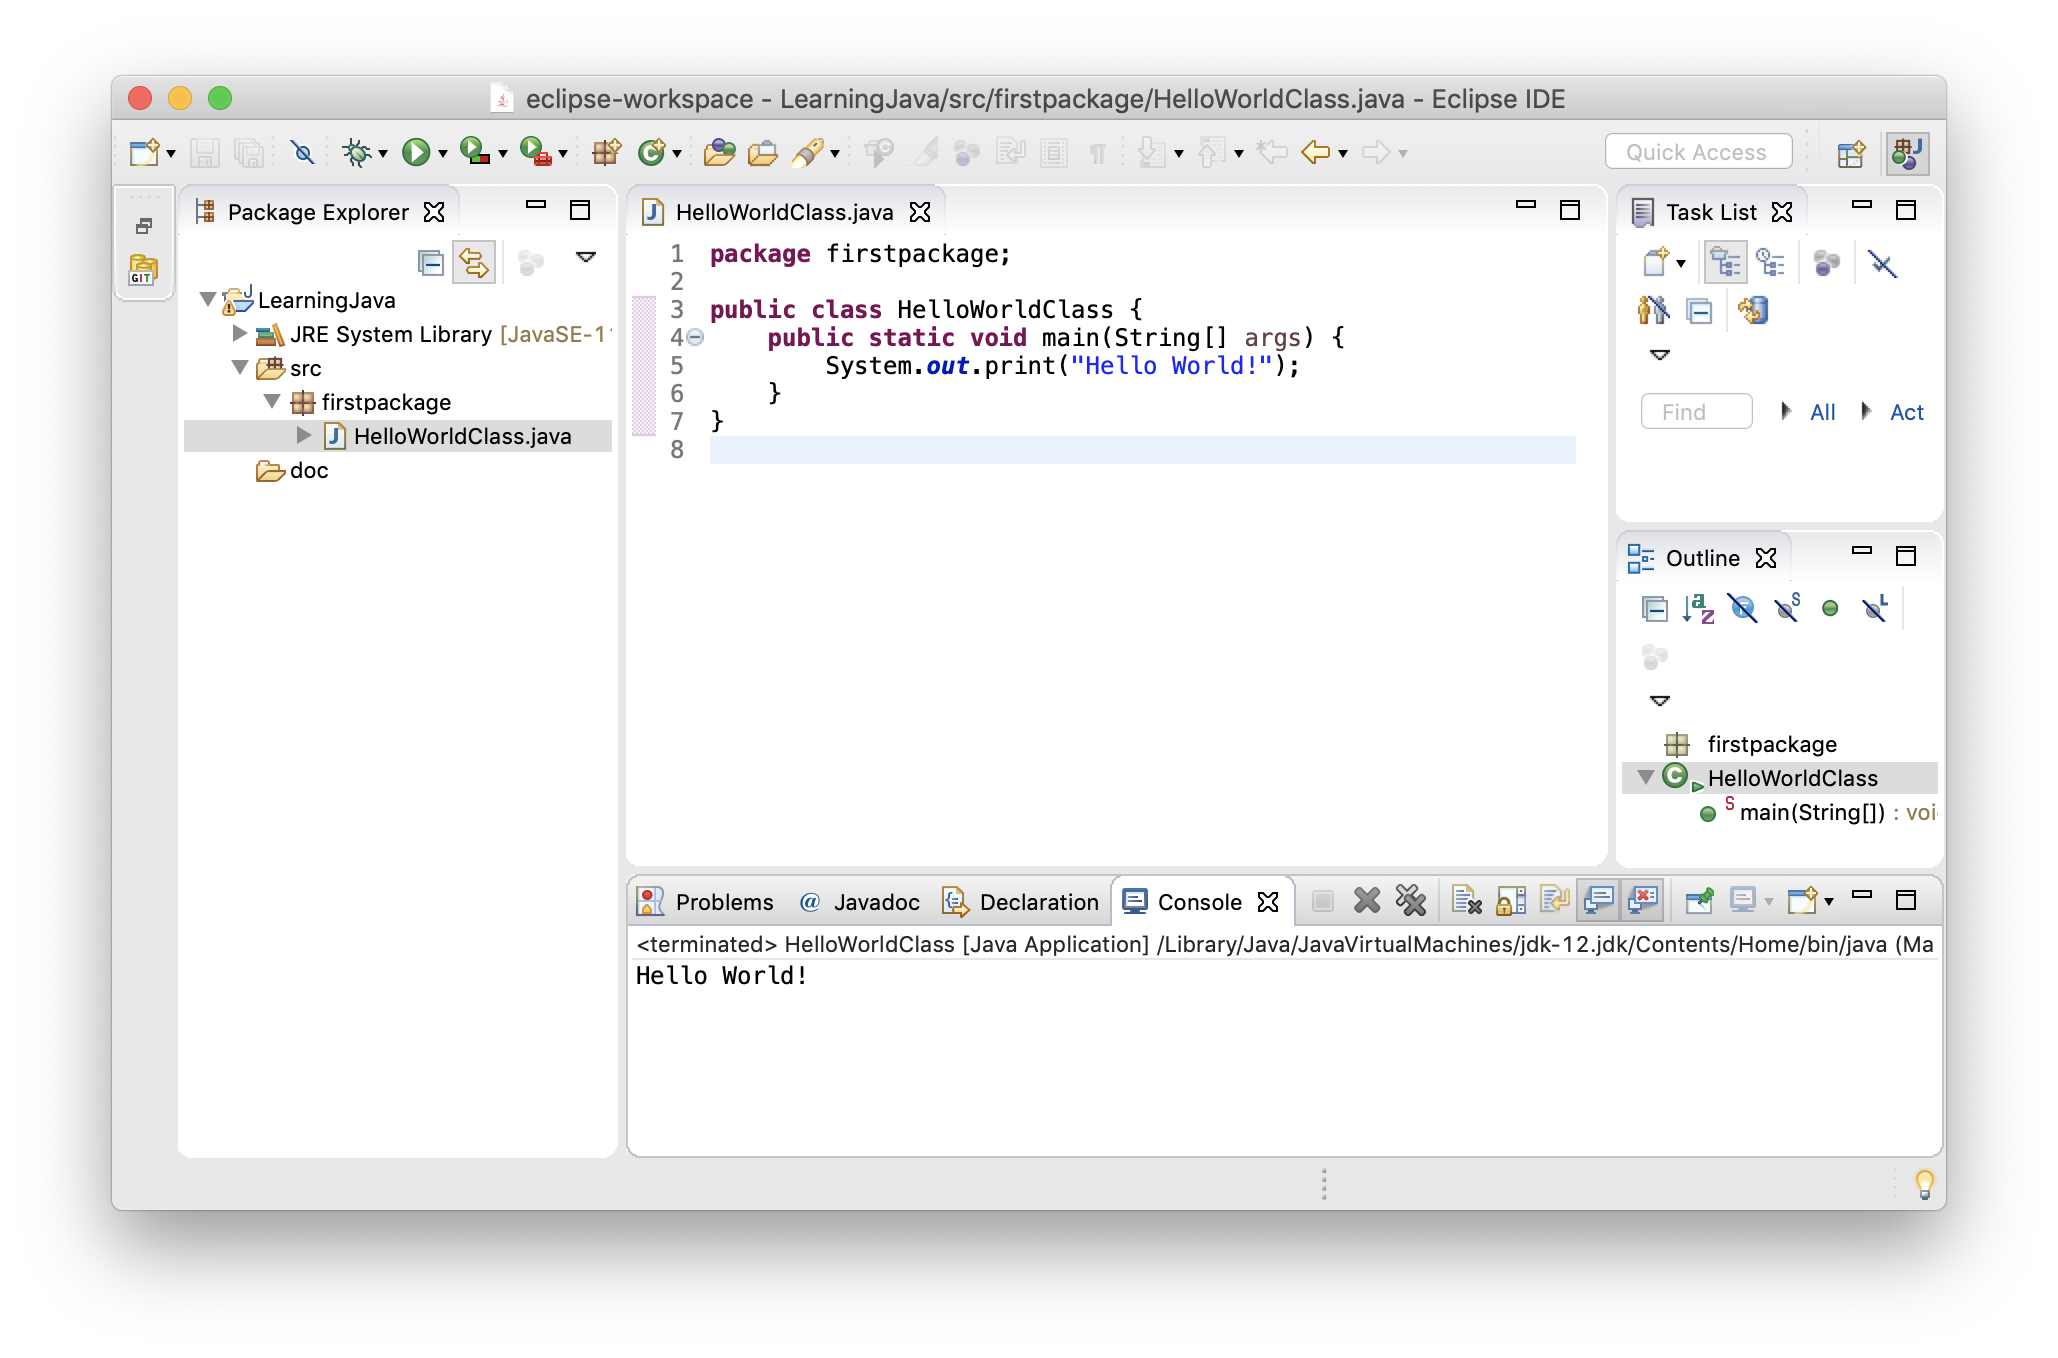 eclipse-workspace - LearningJava/src/firstpackage/HelloWorldClass.java - Eclipse IDE
Quick Access
GIT
Package Explorer
LearningJava
JRE System Library [JavaSE-1
src
firstpackage
HelloWorldClass.java
doc
HelloWorldClass.java
1 package firstpackage;
2
3 public class HelloWorldClass {
4 public static void main(String[] args) {
5 System.out.print("Hello World!");
6 }
7 }
8
Task List
Find All Act
Outline
firstpackage
HelloWorldClass
main(String[]) : voi
Problems @ Javadoc Declaration Console
<terminated> HelloWorldClass [Java Application] /Library/Java/JavaVirtualMachines/jdk-12.jdk/Contents/Home/bin/java (Ma
Hello World!